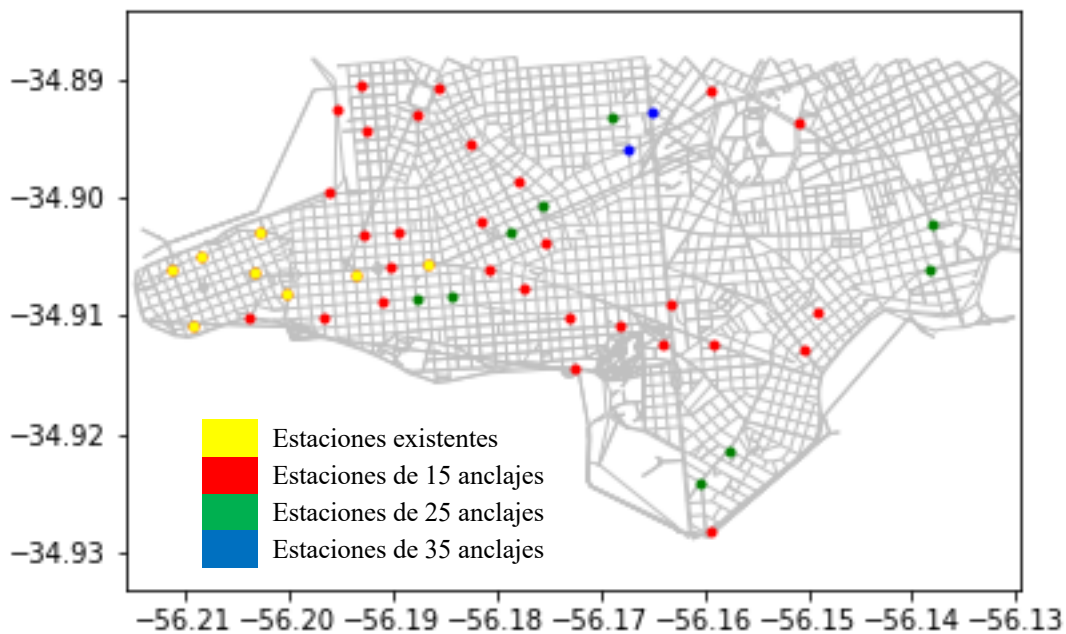 −34.89
−34.90
−34.91
−34.92
−34.93
Estaciones existentes
Estaciones de 15 anclajes
Estaciones de 25 anclajes
Estaciones de 35 anclajes
−56.21 −56.20 −56.19 −56.18 −56.17 −56.16 −56.15 −56.14 −56.13